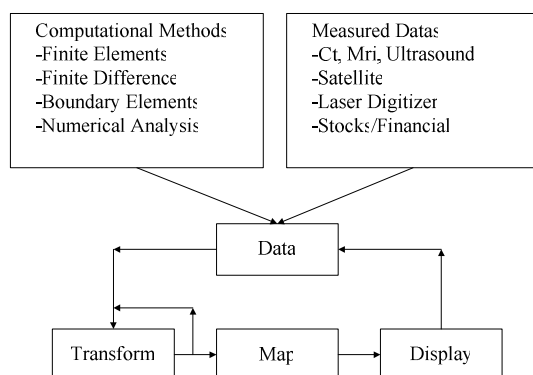 Computational Methods
-Finite Elements
-Finite Difference
-Boundary Elements
-Numerical Analysis
Measured Datas
-Ct, Mri, Ultrasound
-Satellite
-Laser Digitizer
-Stocks/Financial
Data
Transform
Map
Display